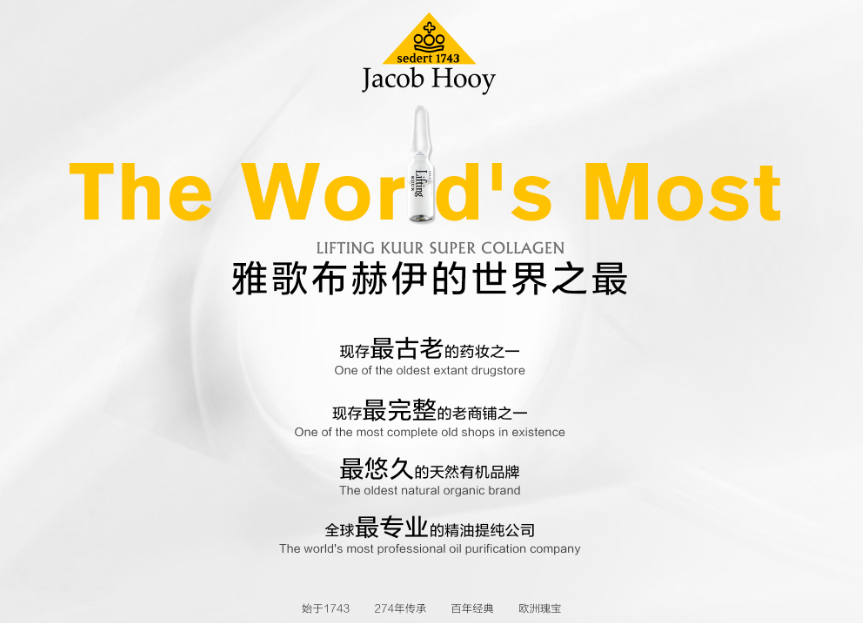 sedert 1743
Jacob Hooy
Lifting
KUUR
The World's Most
LIFTING KUUR SUPER COLLAGEN
雅歌布赫伊的世界之最
现存最古老的药妆之一
One of the oldest extant drugstore
现存最完整的老商铺之一
One of the most complete old shops in existence
最悠久的天然有机品牌
The oldest natural organic brand
全球最专业的精油提纯公司
The world's most professional oil purification company
始于1743 274年传承 百年经典 欧洲瑰宝